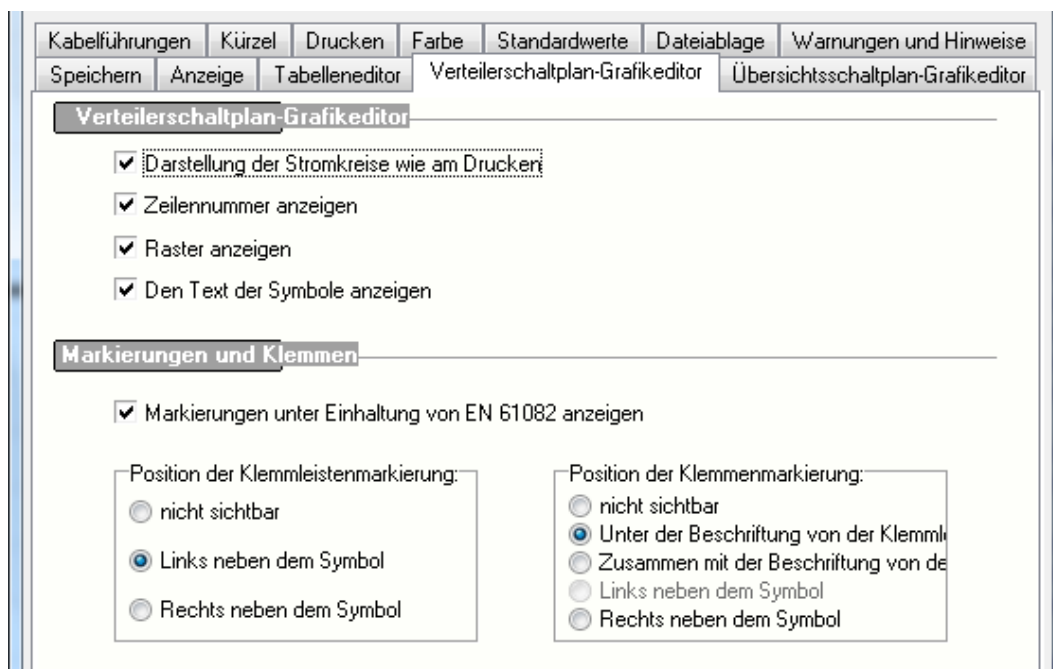 Kabelführungen Kürzel Drucken Farbe Standardwerte Dateiablage Warnungen und Hinweise
Speichern Anzeige Tabelleneditor Verteilerschaltplan-Grafikeditor Übersichtsschaltplan-Grafikeditor
Verteilerschaltplan-Grafikeditor
Darstellung der Stromkreise wie am Drucken
Zeilennummer anzeigen
Raster anzeigen
Den Text der Symbole anzeigen
Markierungen und Klemmen
Markierungen unter Einhaltung von EN 61082 anzeigen
Position der Klemmleistenmarkierung:
nicht sichtbar
Links neben dem Symbol
Rechts neben dem Symbol
Position der Klemmenmarkierung:
nicht sichtbar
Unter der Beschriftung von der Klemml
Zusammen mit der Beschriftung von de
Links neben dem Symbol
Rechts neben dem Symbol